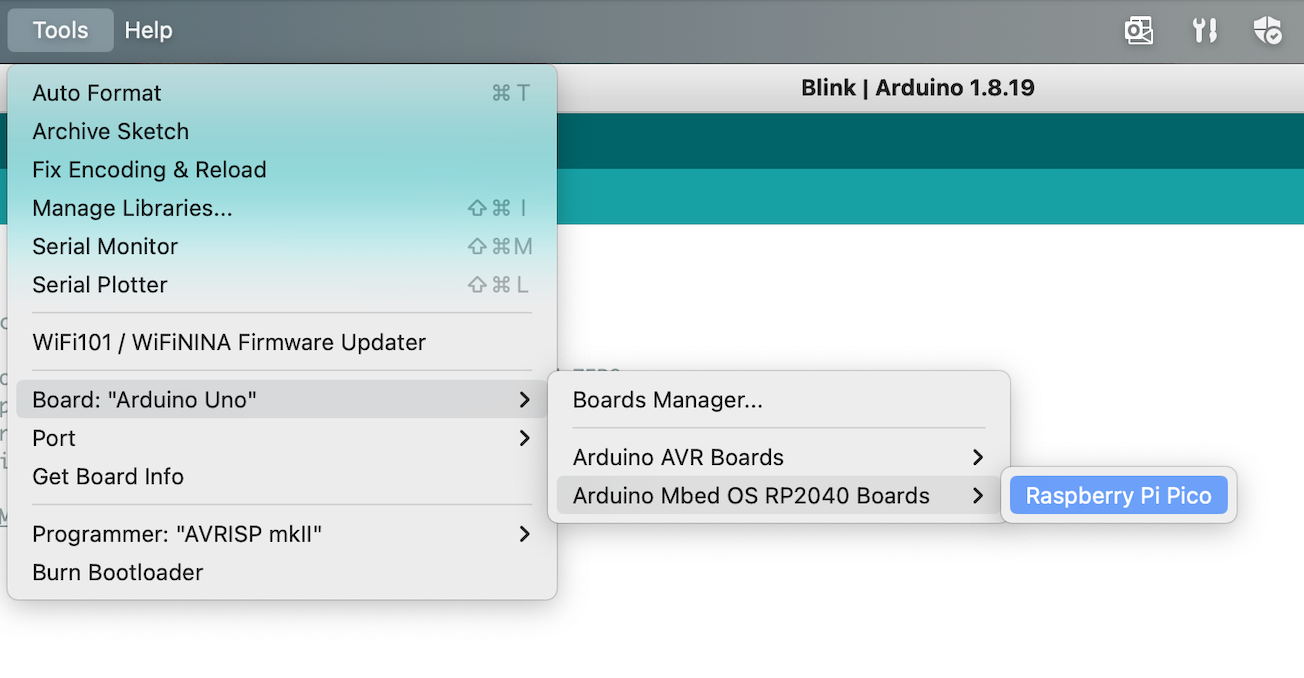 Tools Help
Blink | Arduino 1.8.19
Auto Format ⌘ T
Archive Sketch
Fix Encoding & Reload
Manage Libraries... ⇧ ⌘ I
Serial Monitor ⇧ ⌘ M
Serial Plotter ⇧ ⌘ L
WiFi101 / WiFiNINA Firmware Updater
Board: "Arduino Uno"
Port
Get Board Info
Programmer: "AVRISP mkII"
Burn Bootloader
Boards Manager...
Arduino AVR Boards
Arduino Mbed OS RP2040 Boards
Raspberry Pi Pico